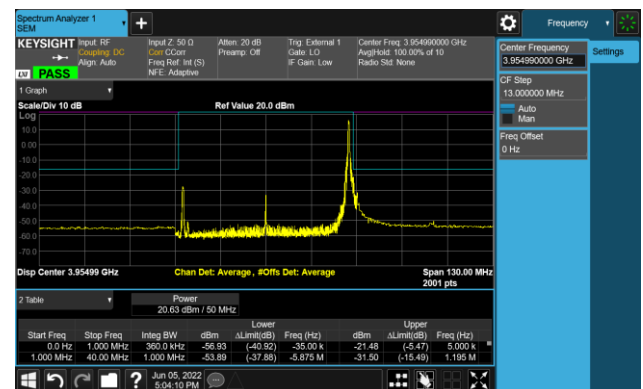 Spectrum Analyzer 1
SEM
Frequency
KEYSIGHT
Input: RF
Coupling: DC
Align: Auto
Input Z: 50 Ω
Corr CCorr
Freq Ref: Int (S)
NFE: Adaptive
Atten: 20 dB
Preamp: Off
Trig: External 1
Gate: LO
IF Gain: Low
Center Freq: 3.954990000 GHz
Avg|Hold: 100.00% of 10
Radio Std: None
LXI
PASS
Center Frequency
3.954990000 GHz
Settings
CF Step
13.000000 MHz
Auto
Man
Freq Offset
0 Hz
1 Graph
Scale/Div 10 dB
Ref Value 20.0 dBm
Log
10.0
0.00
-10.0
-20.0
-30.0
-40.0
-50.0
-60.0
-70.0
Disp Center 3.95499 GHz
Chan Det: Average , #Offs Det: Average
Span 130.00 MHz
2001 pts
2 Table
Power
20.63 dBm / 50 MHz
Lower Upper
Start Freq Stop Freq Integ BW dBm ΔLimit(dB) Freq (Hz) dBm ΔLimit(dB) Freq (Hz)
0.0 Hz 1.000 MHz 360.0 kHz -56.93 (-40.92) -35.00 k -21.48 (-5.47) 5.000 k
1.000 MHz 40.00 MHz 1.000 MHz -53.89 (-37.88) -5.875 M -31.50 (-15.49) 1.195 M
Jun 05, 2022
5:04:10 PM